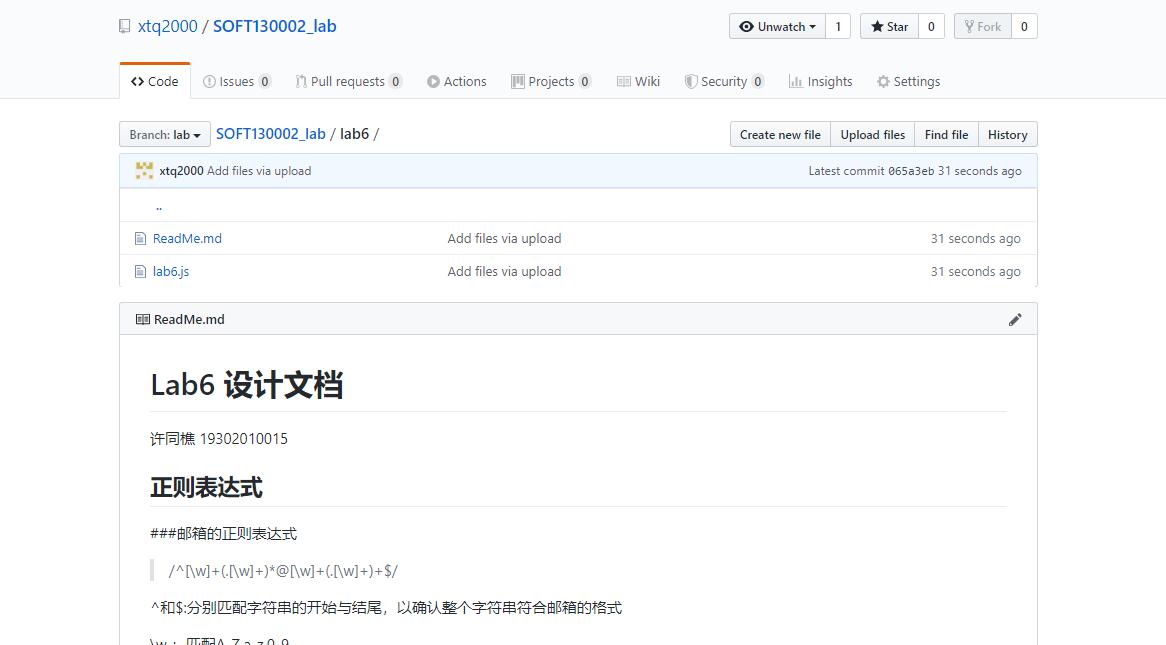 xtq2000 / SOFT130002_lab Unwatch 1 Star 0 Fork 0
Code Issues 0 Pull requests 0 Actions Projects 0 Wiki Security 0 Insights Settings
Branch: lab SOFT130002_lab / lab6 / Create new file Upload files Find file History
xtq2000 Add files via upload Latest commit 065a3eb 31 seconds ago
..
ReadMe.md Add files via upload 31 seconds ago
lab6.js Add files via upload 31 seconds ago
ReadMe.md
Lab6 设计文档
许同樵 19302010015
正则表达式
###邮箱的正则表达式
/^[\w]+(.[\w]+)*@[\w]+(.[\w]+)+$/
^和$:分别匹配字符串的开始与结尾，以确认整个字符串符合邮箱的格式
\w ：匹配A-Z,a-z,0-9